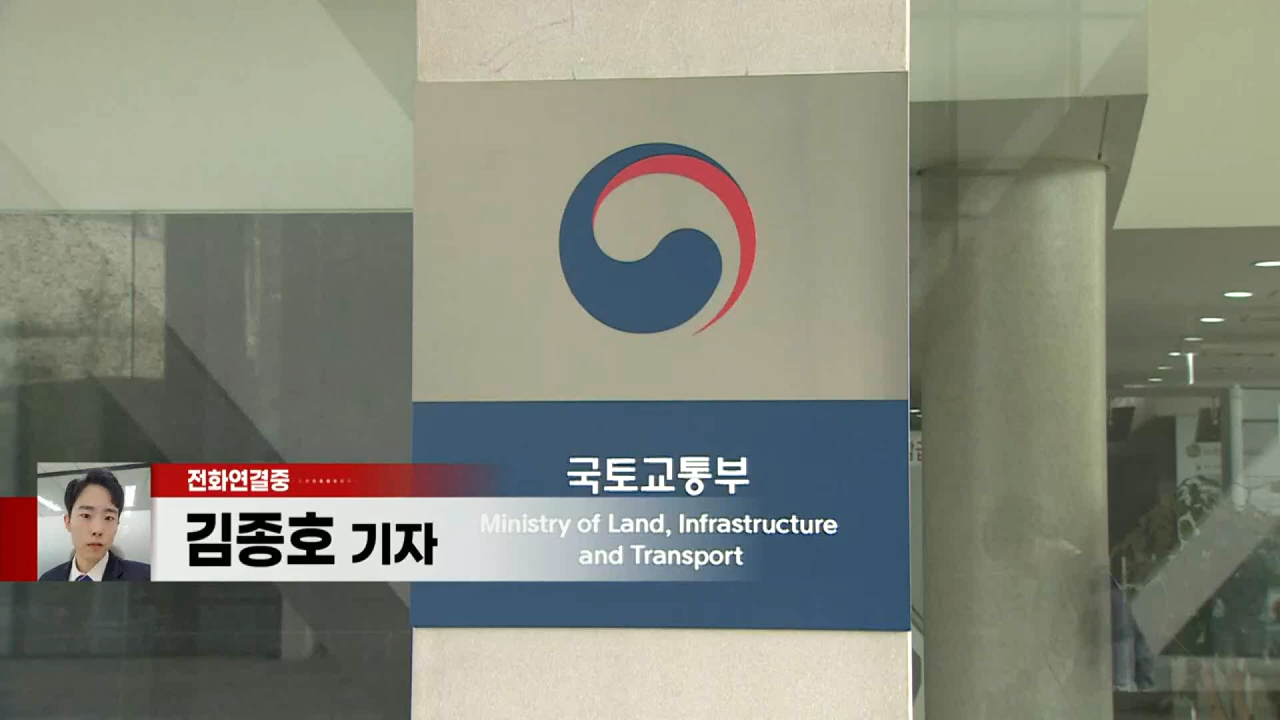 국토교통부
Ministry of Land, Infrastructure
and Transport
전화연결중
김종호 기자